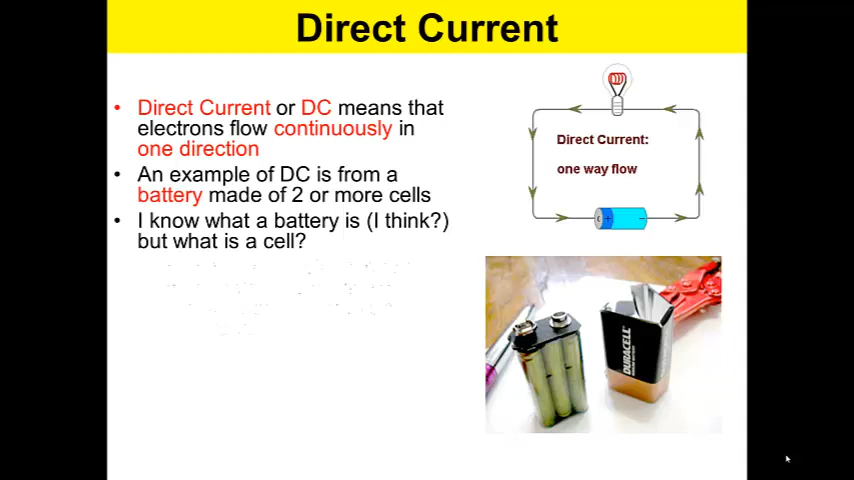 Direct Current
Direct Current or DC means that
electrons flow continuously in
one direction
An example of DC is from a
battery made of 2 or more cells
I know what a battery is (I think?)
but what is a cell?
Direct Current:
one way flow
+ −
DURACELL